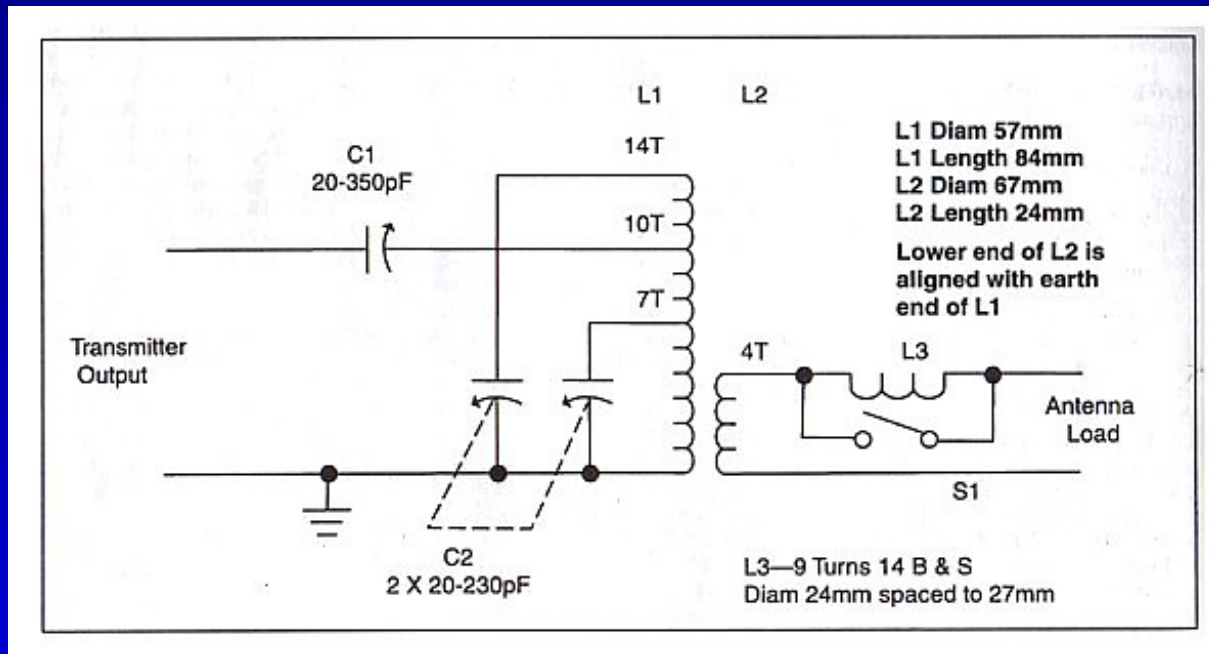 L1
L2
14T
C1
20-350pF
10T
7T
L1 Diam 57mm
L1 Length 84mm
L2 Diam 67mm
L2 Length 24mm
Lower end of L2 is
aligned with earth
end of L1
Transmitter
Output
4T
L3
Antenna
Load
S1
C2
2 X 20-230pF
L3—9 Turns 14 B & S
Diam 24mm spaced to 27mm